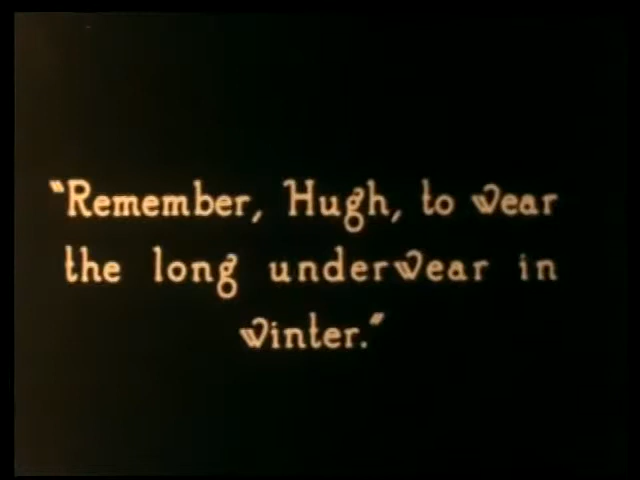 "Remember, Hugh, to wear
the long underwear in
winter."